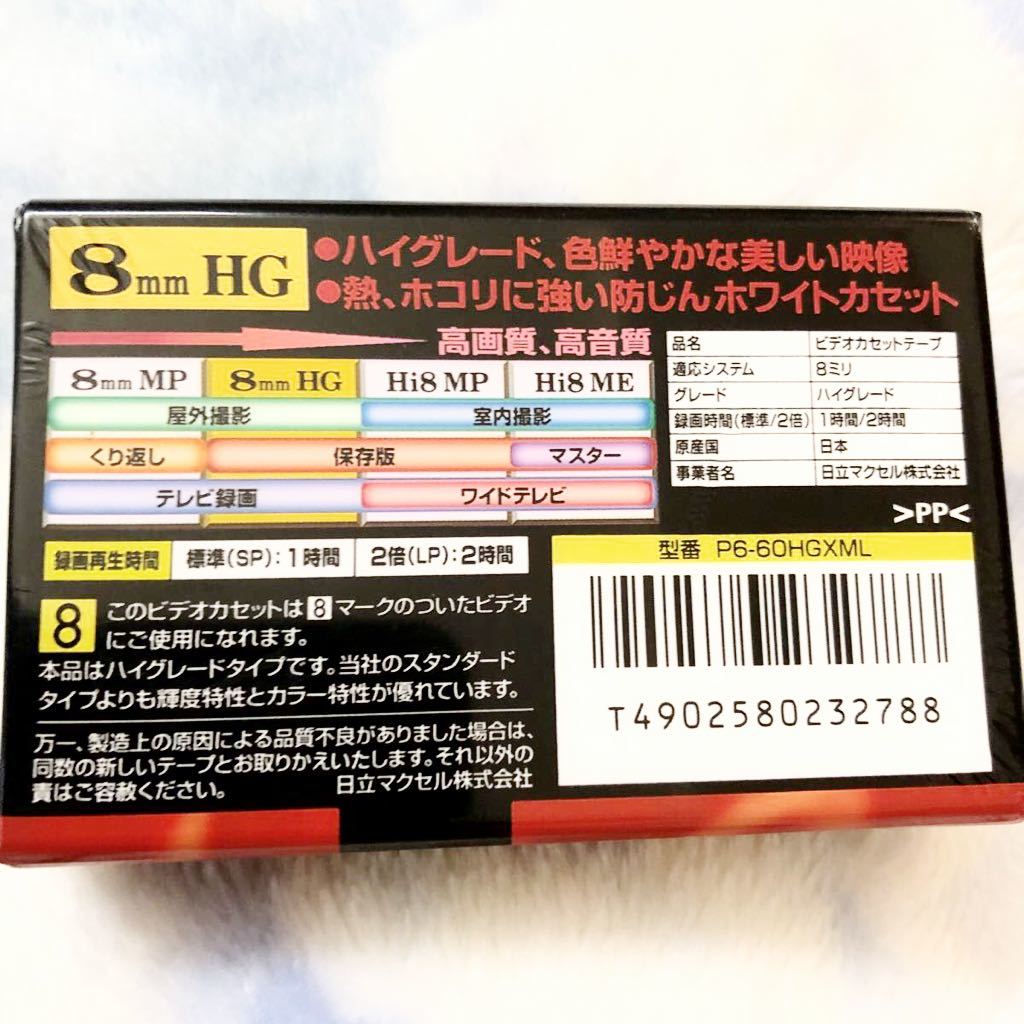 8mm HG
●ハイグレード、色鮮やかな美しい映像
●熱、ホコリに強い防じんホワイトカセット
高画質、高音質
8mm MP 8mm HG Hi8 MP Hi8 ME
屋外撮影 室内撮影
くり返し 保存版 マスター
テレビ録画 ワイドテレビ
品名 ビデオカセットテープ
適応システム 8ミリ
グレード ハイグレード
録画時間(標準/2倍) 1時間/2時間
原産国 日本
事業者名 日立マクセル株式会社
>PP<
録画再生時間 標準(SP):1時間 2倍(LP):2時間
8 このビデオカセットは8マークのついたビデオ
にご使用になれます。
本品はハイグレードタイプです。当社のスタンダード
タイプよりも輝度特性とカラー特性が優れています。
万一、製造上の原因による品質不良がありました場合は、
同数の新しいテープとお取りかえいたします。それ以外の
責はご容赦ください。 日立マクセル株式会社
型番 P6-60HGXML
T4902580232788